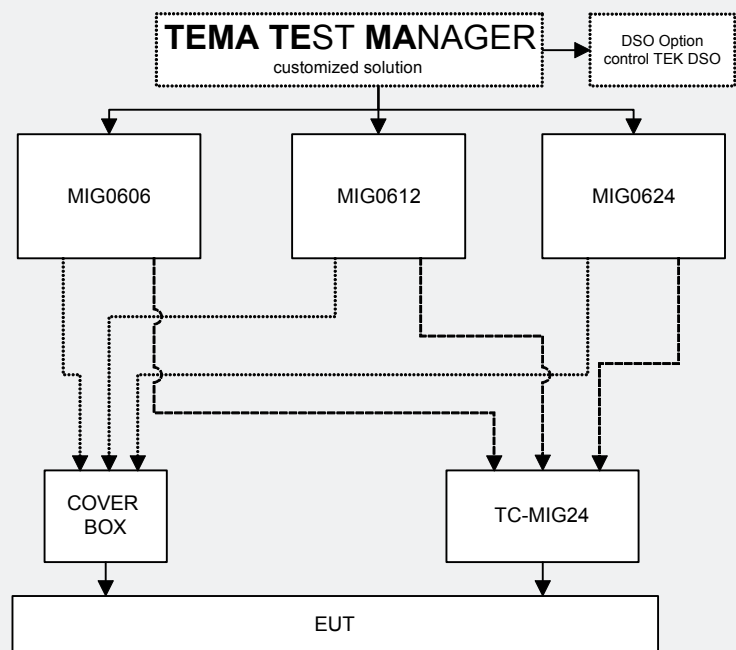 TEMA TEST MANAGER
customized solution
DSO Option
control TEK DSO
MIG0606
MIG0612
MIG0624
COVER
BOX
TC-MIG24
EUT